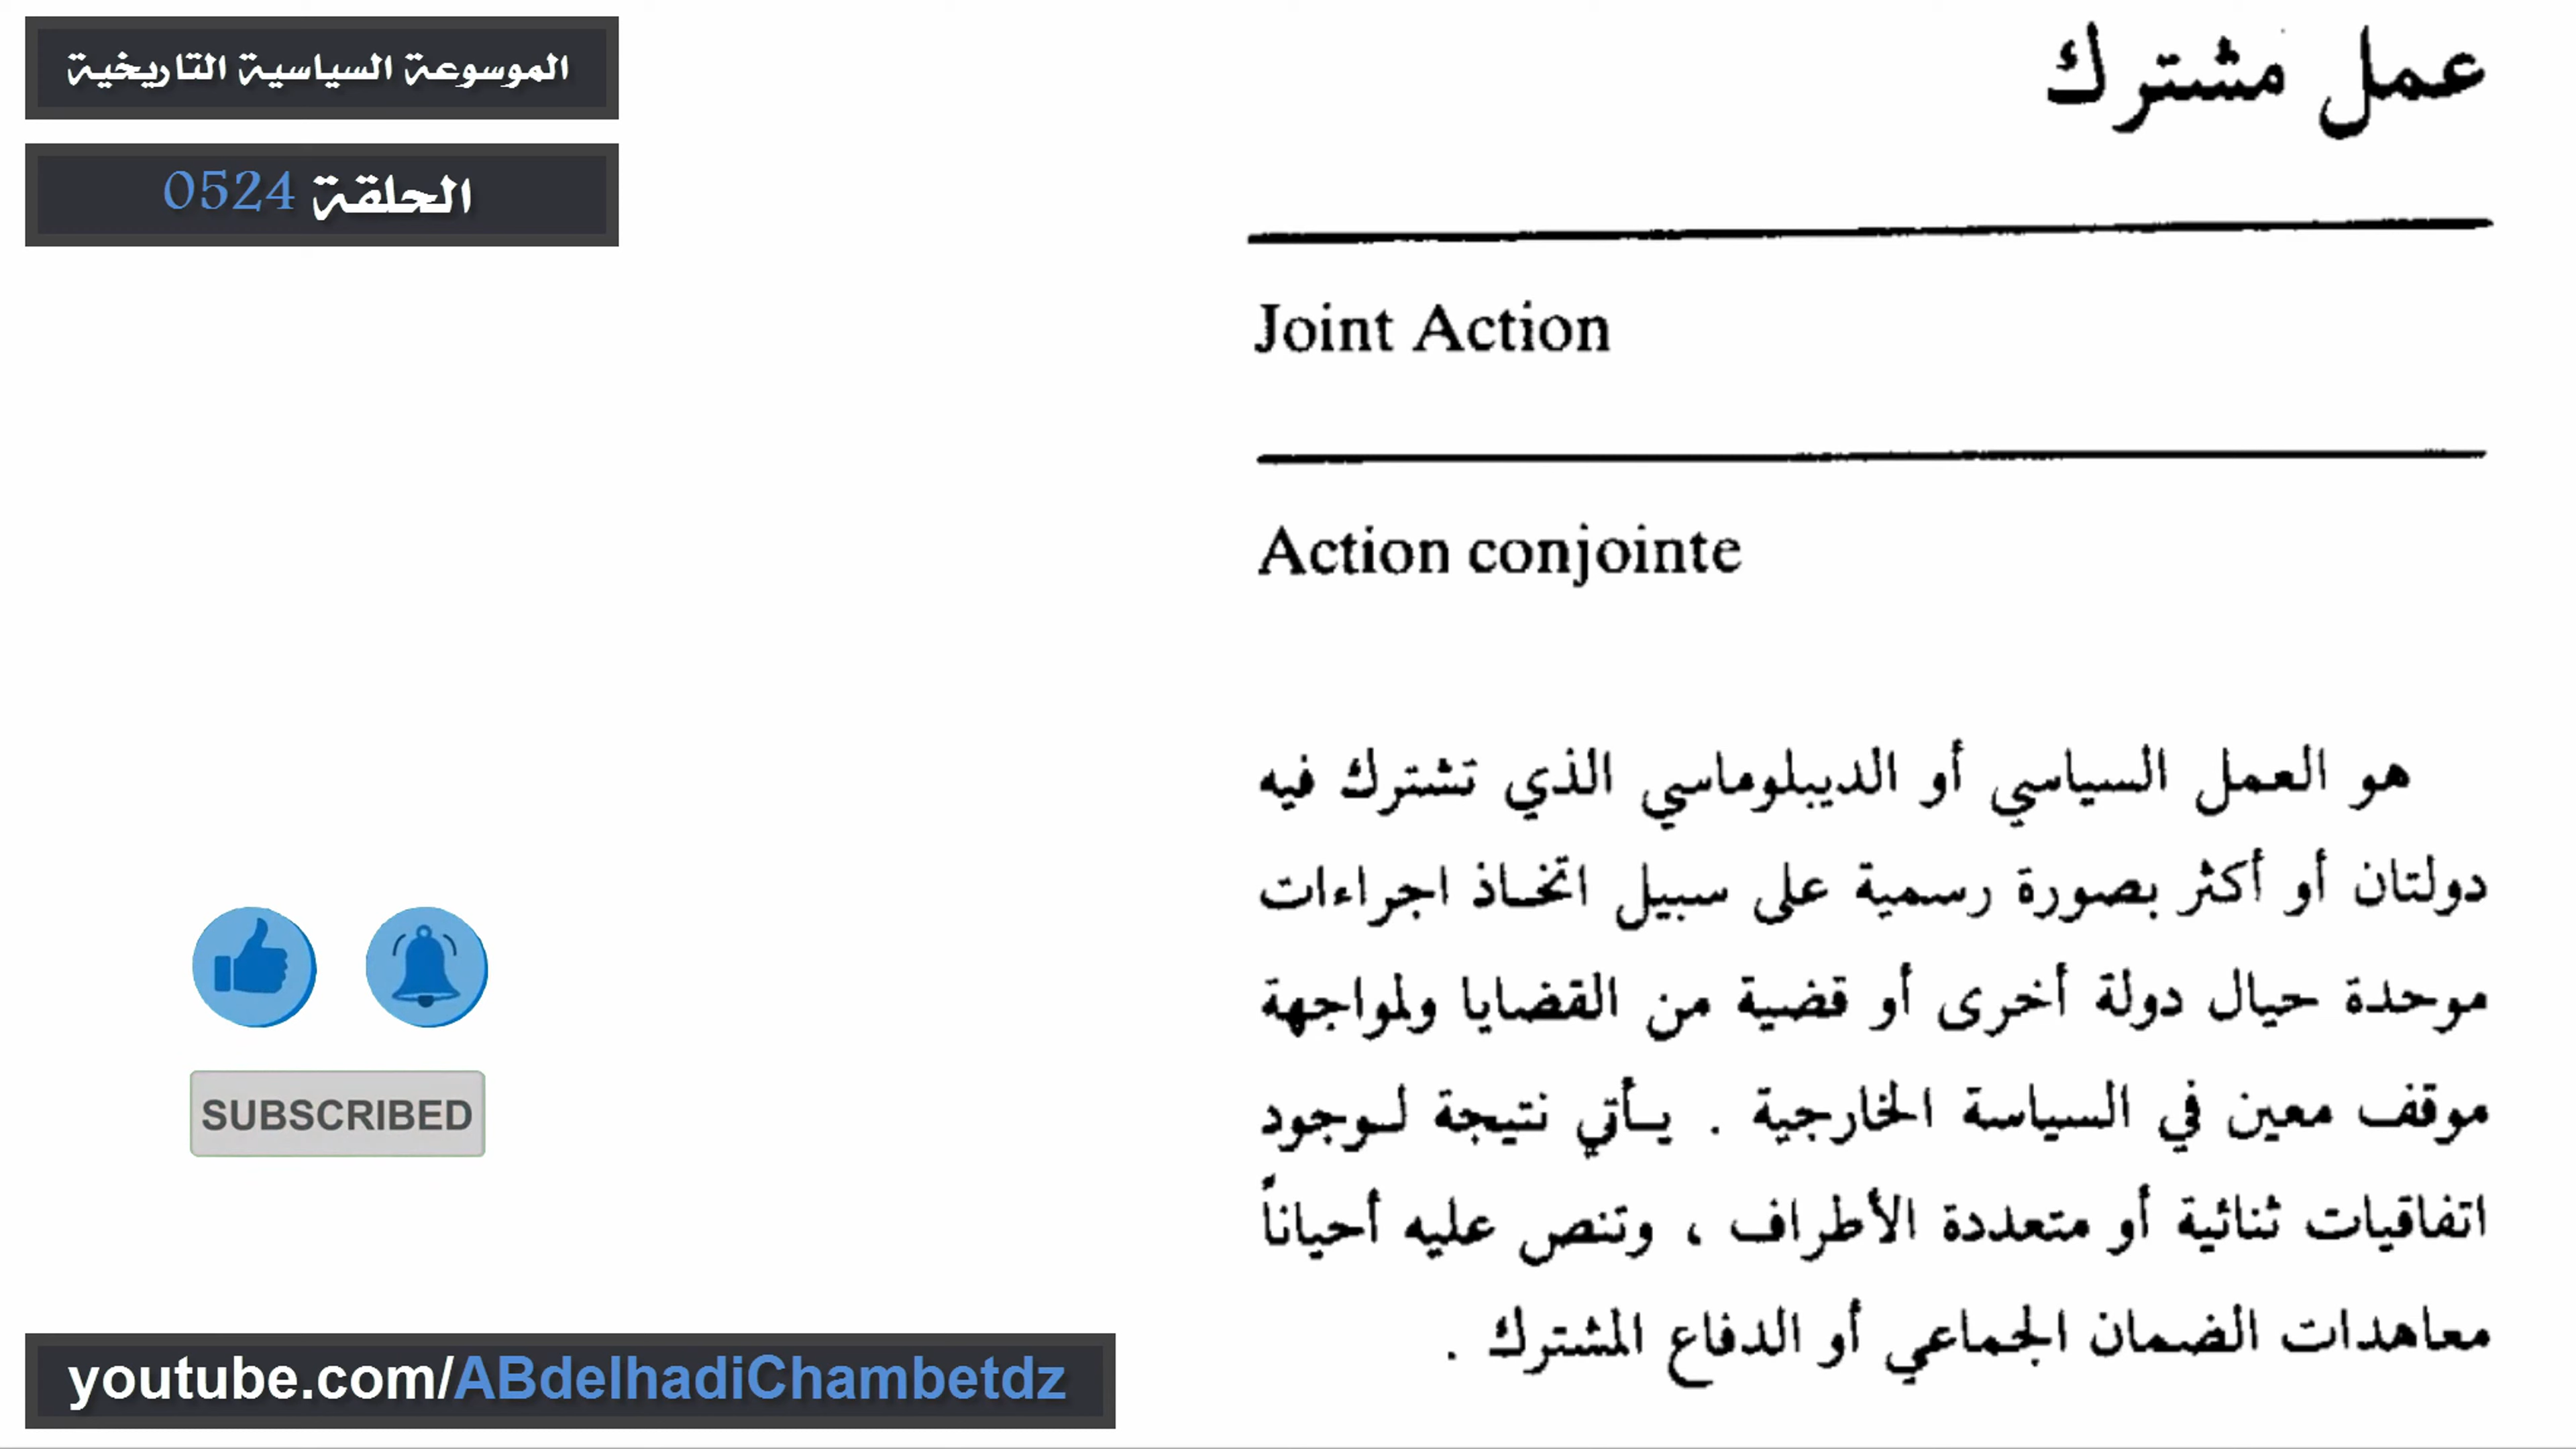 الموسوعة السياسية التاريخية
الحلقة 0524
عمل مشترك
Joint Action
Action conjointe
هو العمل السياسي أو الديبلوماسي الذي تشترك فيه
دولتان أو أكثر بصورة رسمية على سبيل اتخاذ اجراءات
موحدة حيال دولة أخرى أو قضية من القضايا ولمواجهة
موقف معين في السياسة الخارجية . يأتي نتيجة لوجود
اتفاقيات ثنائية أو متعددة الأطراف ، وتنص عليه أحياناً
معاهدات الضمان الجماعي أو الدفاع المشترك .
SUBSCRIBED
youtube.com/ABdelhadiChambetdz